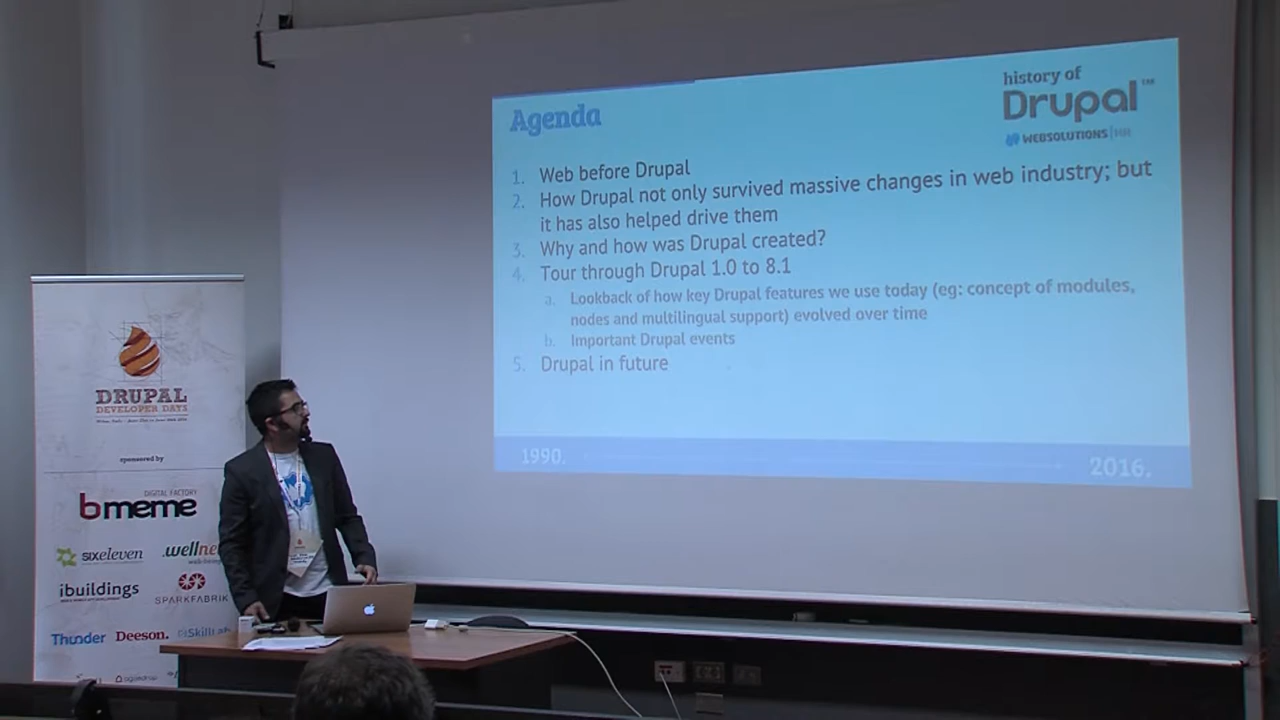 Agenda
history of
Drupal™
WEBSOLUTIONS|HR
1. Web before Drupal
2. How Drupal not only survived massive changes in web industry; but
it has also helped drive them
3. Why and how was Drupal created?
4. Tour through Drupal 1.0 to 8.1
a. Lookback of how key Drupal features we use today (eg: concept of modules,
nodes and multilingual support) evolved over time
b. Important Drupal events
5. Drupal in future
1990.
2016.
DRUPAL
DEVELOPER DAYS
sponsored by
DIGITAL FACTORY
bmeme
sixeleven
.wellne
ibuildings
SPARKFABRIK
Thunder
Deeson.
SkillLab